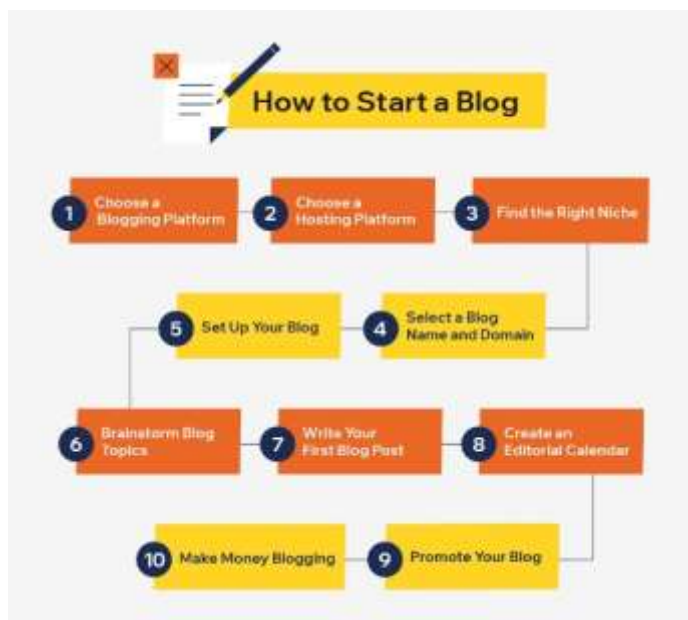 How to Start a Blog
1
Choose a
Blogging Platform
2
Choose a
Hosting Platform
3
Find the Right Niche
4
Select a Blog
Name and Domain
5
Set Up Your Blog
6
Brainstorm Blog
Topics
7
Write Your
First Blog Post
8
Create an
Editorial Calendar
9
Promote Your Blog
10
Make Money Blogging